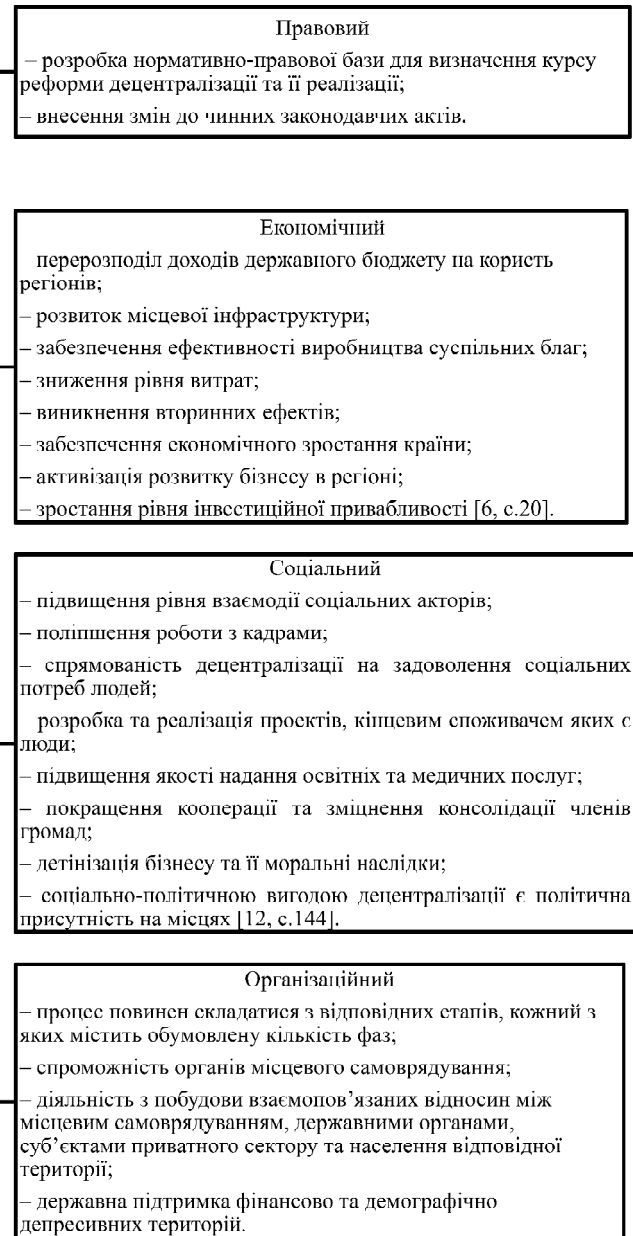 Правовий
– розробка нормативно-правової бази для визначення курсу
реформи децентралізації та її реалізації;
– внесення змін до чинних законодавчих актів.
Економічний
перерозподіл доходів державного бюджету на користь
регіонів;
– розвиток місцевої інфраструктури;
– забезпечення ефективності виробництва суспільних благ;
– зниження рівня витрат;
– виникнення вторинних ефектів;
– забезпечення економічного зростання країни;
– активізація розвитку бізнесу в регіоні;
– зростання рівня інвестиційної привабливості [6, с.20].
Соціальний
– підвищення рівня взаємодії соціальних акторів;
– поліпшення роботи з кадрами;
– спрямованість децентралізації на задоволення соціальних
потреб людей;
розробка та реалізація проектів, кінцевим споживачем яких є
люди;
– підвищення якості надання освітніх та медичних послуг;
– покращення кооперації та зміцнення консолідації членів
громад;
– детінізація бізнесу та її моральні наслідки;
– соціально-політичною вигодою децентралізації є політична
присутність на місцях [12, с.144].
Організаційний
– процес повинен складатися з відповідних етапів, кожний з
яких містить обумовлену кількість фаз;
– спроможність органів місцевого самоврядування;
– діяльність з побудови взаємопов’язаних відносин між
місцевим самоврядуванням, державними органами,
суб’єктами приватного сектору та населення відповідної
території;
– державна підтримка фінансово та демографічно
депресивних територій.